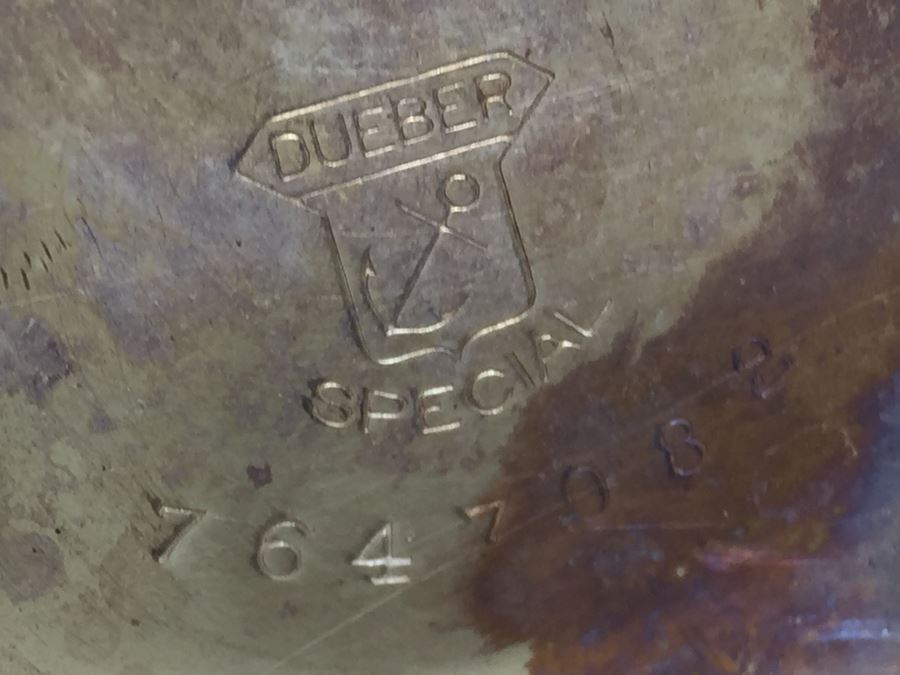 DUEBER
SPECIAL
7647082